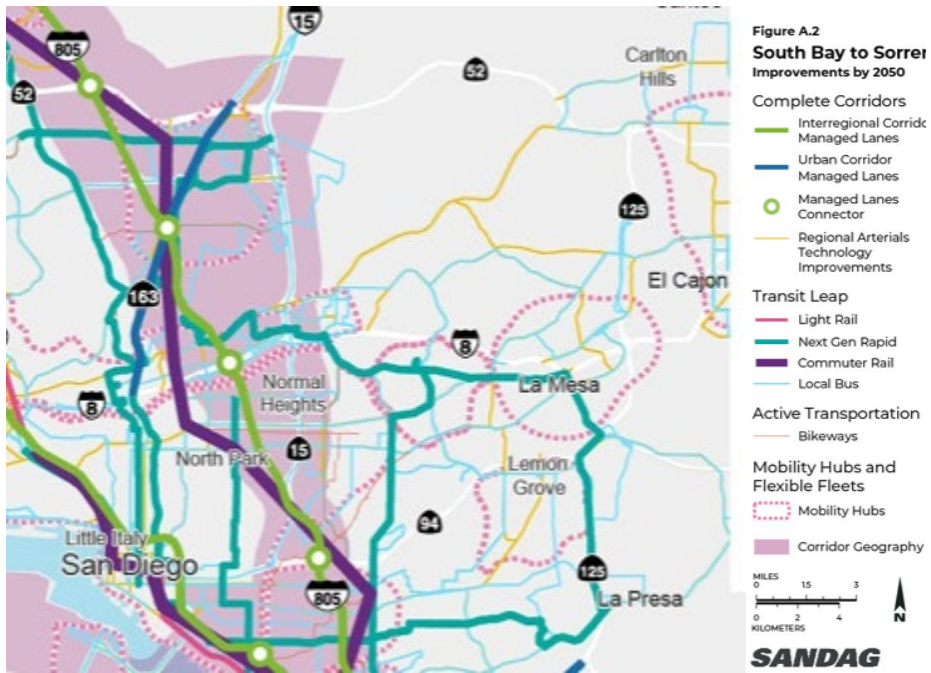 15
805
Carlton
Hills
52
52
125
El Cajon
163
8
La Mesa
Normal
Heights
8
15
North Park
Lemon
Grove
94
Little Italy
San Diego
125
805
La Presa
Figure A.2
South Bay to Sorren
Improvements by 2050
Complete Corridors
Interregional Corrido
Managed Lanes
Urban Corridor
Managed Lanes
Managed Lanes
Connector
Regional Arterials
Technology
Improvements
Transit Leap
Light Rail
Next Gen Rapid
Commuter Rail
Local Bus
Active Transportation
Bikeways
Mobility Hubs and
Flexible Fleets
Mobility Hubs
Corridor Geography
MILES
0 1.5 3
0 2 4
KILOMETERS
N
SANDAG